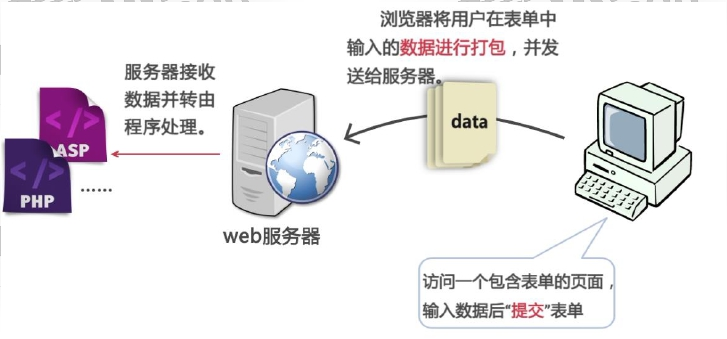 浏览器将用户在表单中
输入的数据进行打包，并发
送给服务器。
服务器接收
数据并转由
程序处理。
</>
ASP
</>
PHP
......
data
web服务器
访问一个包含表单的页面，
输入数据后“提交”表单